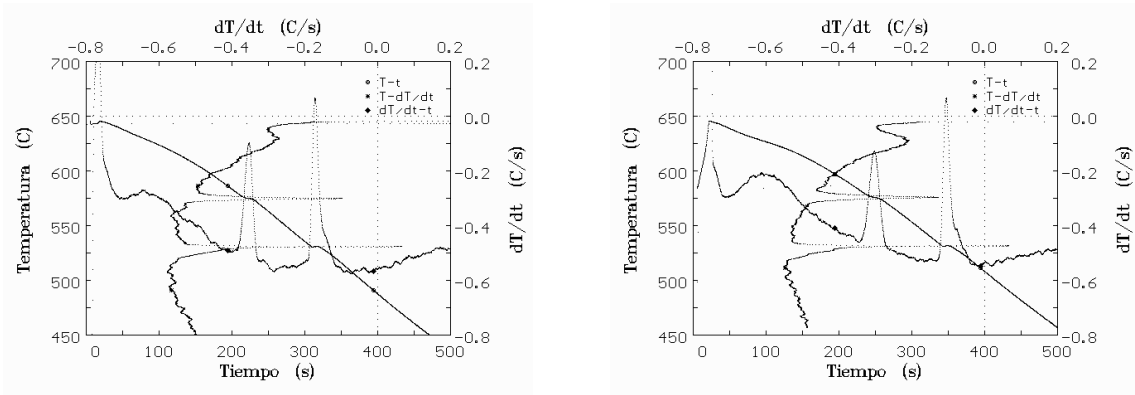 dT/dt (C/s)
-0.8 -0.6 -0.4 -0.2 0.0 0.2
700
650
600
550
500
450
Temperatura (C)
T-t
T-dT/dt
dT/dt-t
0.2
0.0
-0.2
-0.4
-0.6
-0.8
dT/dt (C/s)
0 100 200 300 400 500
Tiempo (s)
dT/dt (C/s)
-0.8 -0.6 -0.4 -0.2 0.0 0.2
700
650
600
550
500
450
Temperatura (C)
T-t
T-dT/dt
dT/dt-t
0.2
0.0
-0.2
-0.4
-0.6
-0.8
dT/dt (C/s)
0 100 200 300 400 500
Tiempo (s)